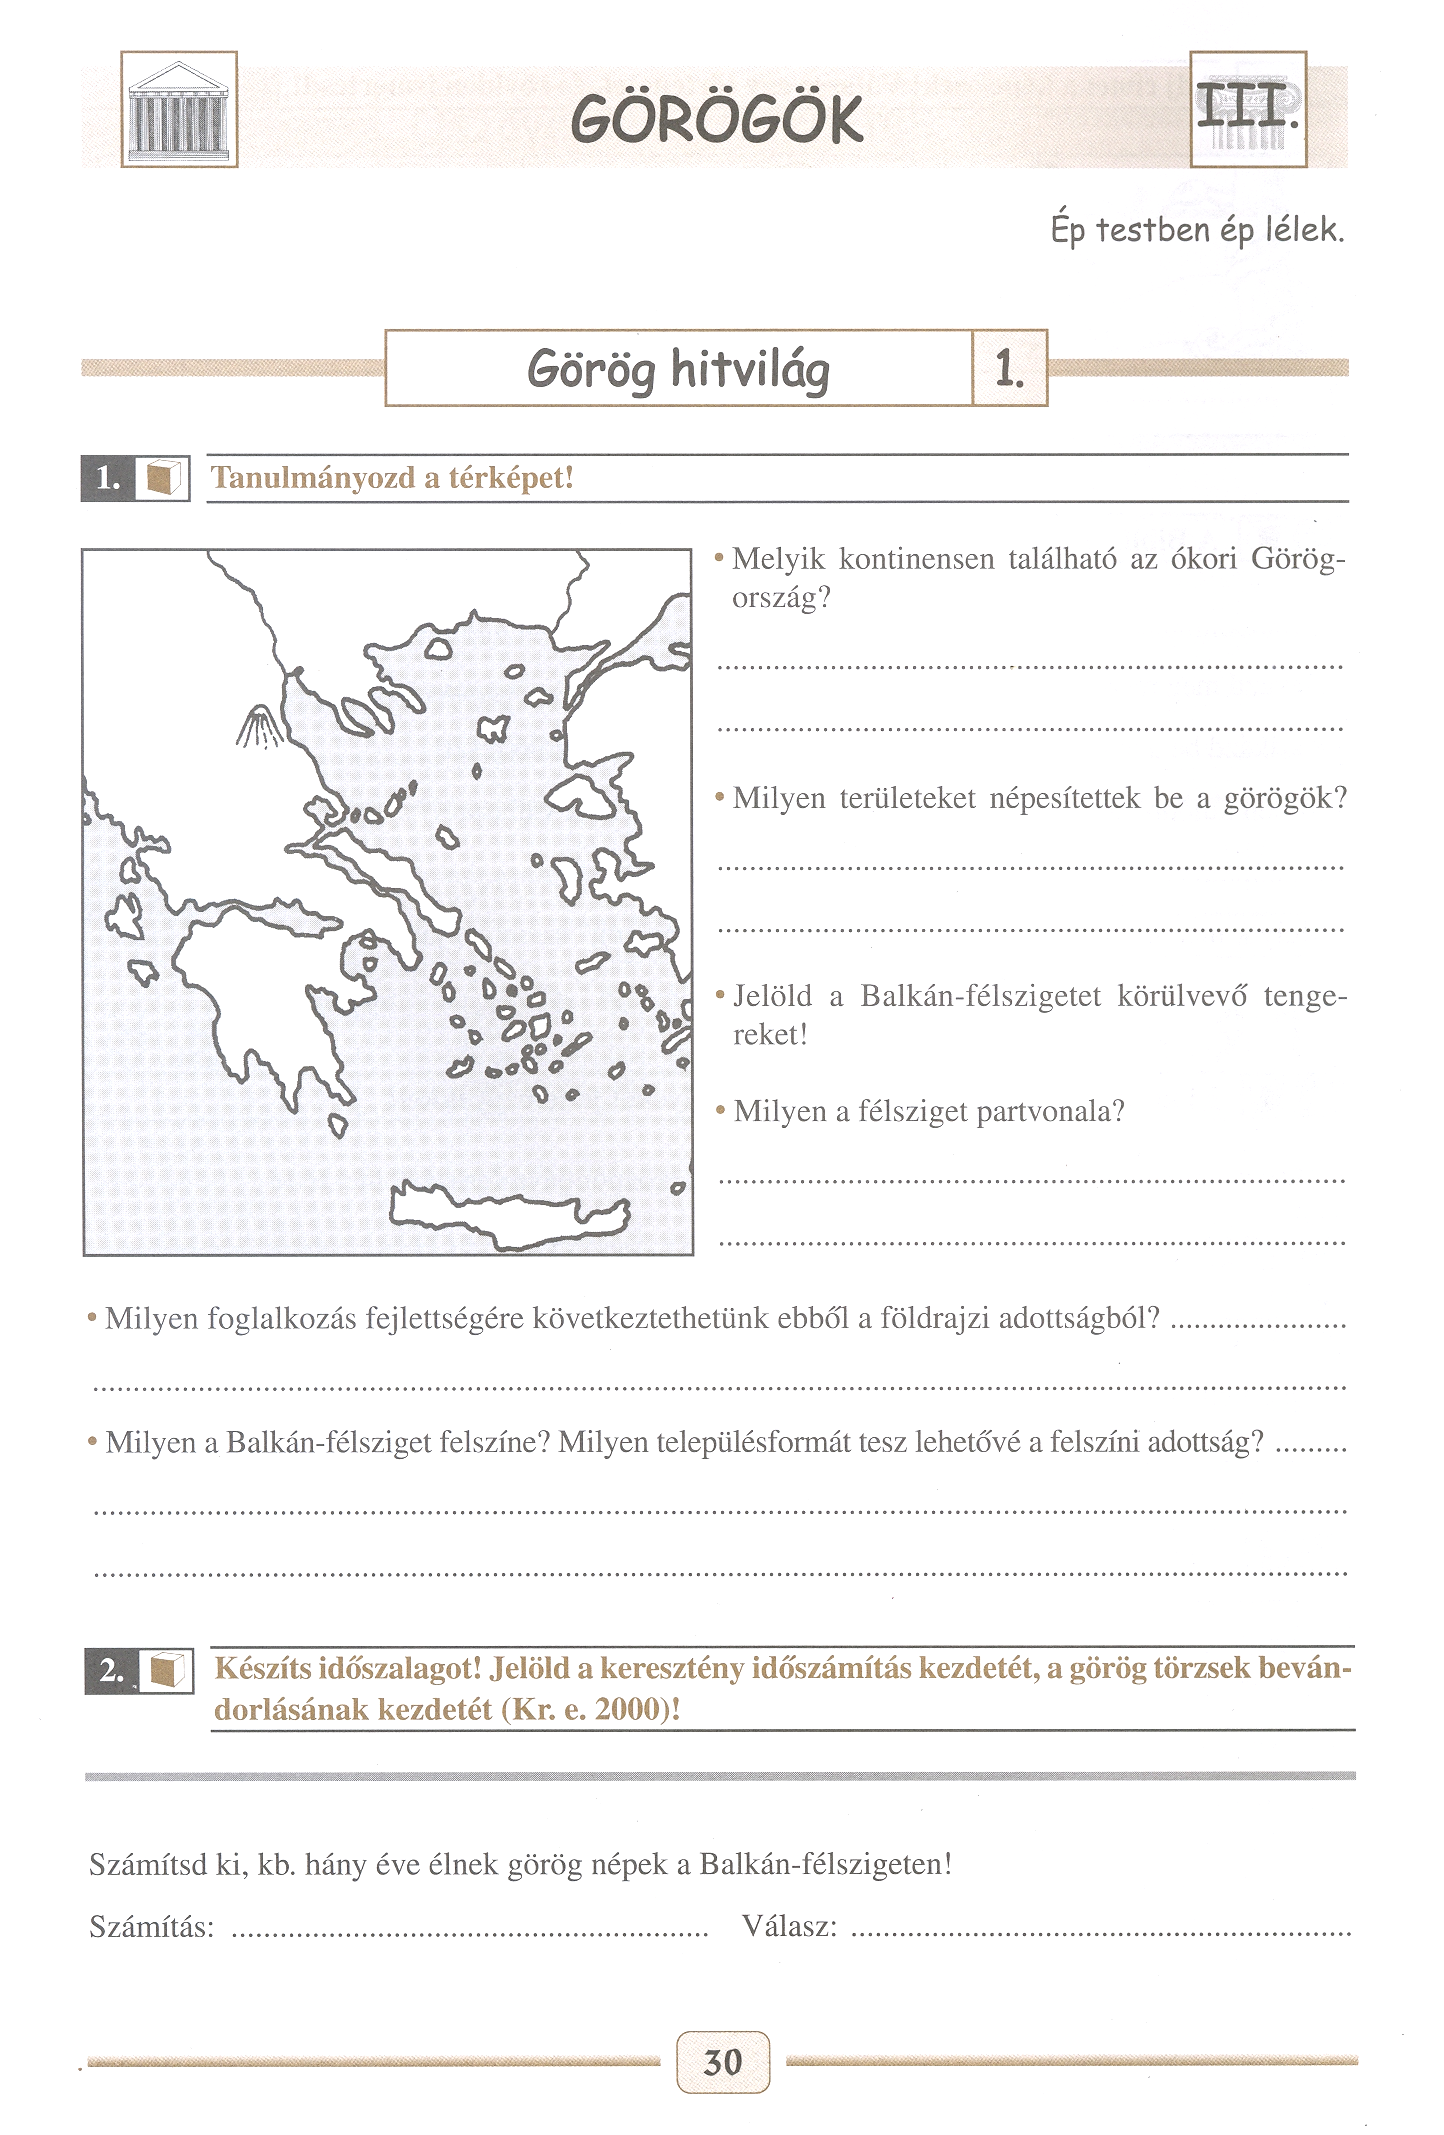 GÖRÖGÖK
III.
Ép testben ép lélek.
Görög hitvilág
1.
1. Tanulmányozd a térképet!
• Melyik kontinensen található az ókori Görög-
ország?
• Milyen területeket népesítettek be a görögök?
• Jelöld a Balkán-félszigetet körülvevő tenge-
reket!
• Milyen a félsziget partvonala?
• Milyen foglalkozás fejlettségére következtethetünk ebből a földrajzi adottságból? ......................
• Milyen a Balkán-félsziget felszíne? Milyen településformát tesz lehetővé a felszíni adottság? .........
2. Készíts időszalagot! Jelöld a keresztény időszámítás kezdetét, a görög törzsek beván-
dorlásának kezdetét (Kr. e. 2000)!
Számítsd ki, kb. hány éve élnek görög népek a Balkán-félszigeten!
Számítás: ............................................................ Válasz: ...............................................................
30